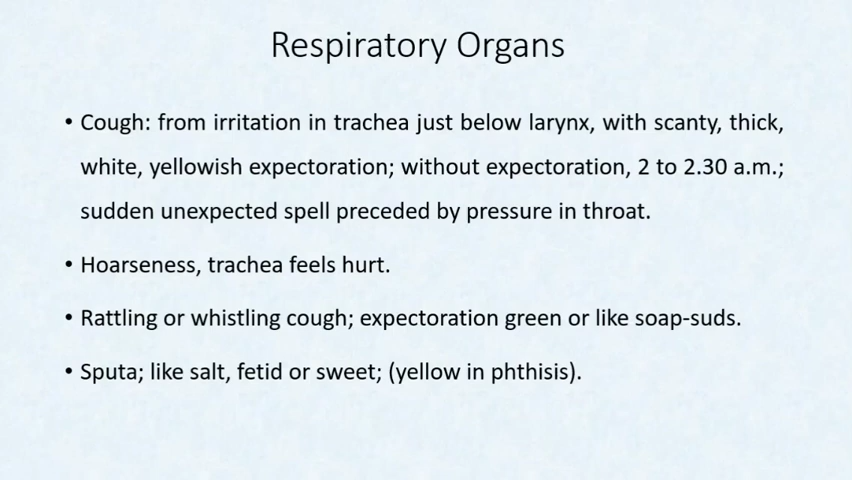 Respiratory Organs
• Cough: from irritation in trachea just below larynx, with scanty, thick,
white, yellowish expectoration; without expectoration, 2 to 2.30 a.m.;
sudden unexpected spell preceded by pressure in throat.
• Hoarseness, trachea feels hurt.
• Rattling or whistling cough; expectoration green or like soap-suds.
• Sputa; like salt, fetid or sweet; (yellow in phthisis).